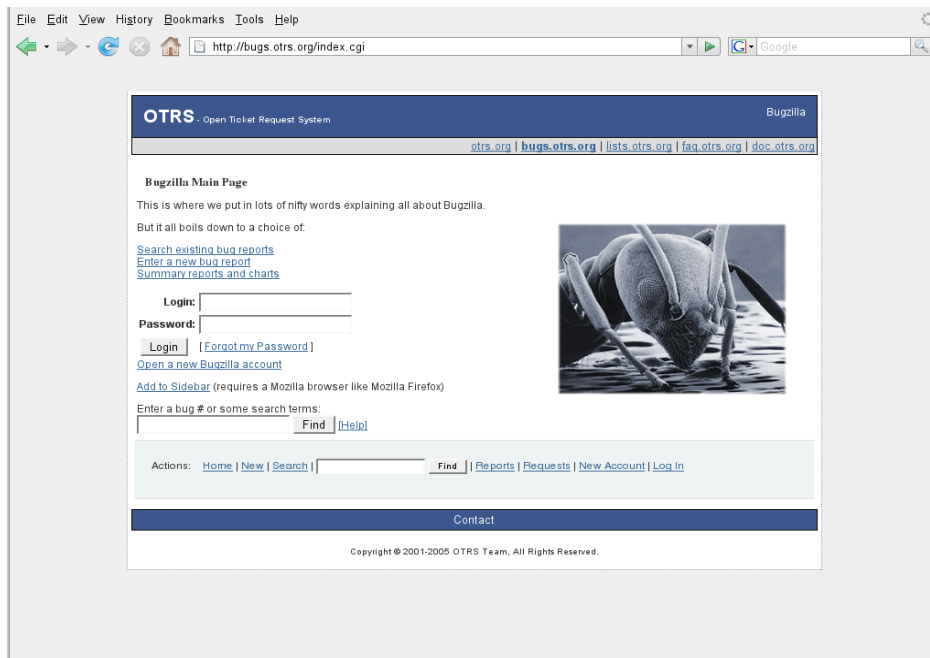 File Edit View History Bookmarks Tools Help
http://bugs.otrs.org/index.cgi G Google
OTRS - Open Ticket Request System Bugzilla
otrs.org | bugs.otrs.org | lists.otrs.org | faq.otrs.org | doc.otrs.org
Bugzilla Main Page
This is where we put in lots of nifty words explaining all about Bugzilla.
But it all boils down to a choice of:
Search existing bug reports
Enter a new bug report
Summary reports and charts
Login:
Password:
Login [ Forgot my Password ]
Open a new Bugzilla account
Add to Sidebar (requires a Mozilla browser like Mozilla Firefox)
Enter a bug # or some search terms:
Find [Help]
Actions: Home | New | Search | Find | Reports | Requests | New Account | Log In
Contact
Copyright © 2001-2005 OTRS Team, All Rights Reserved.